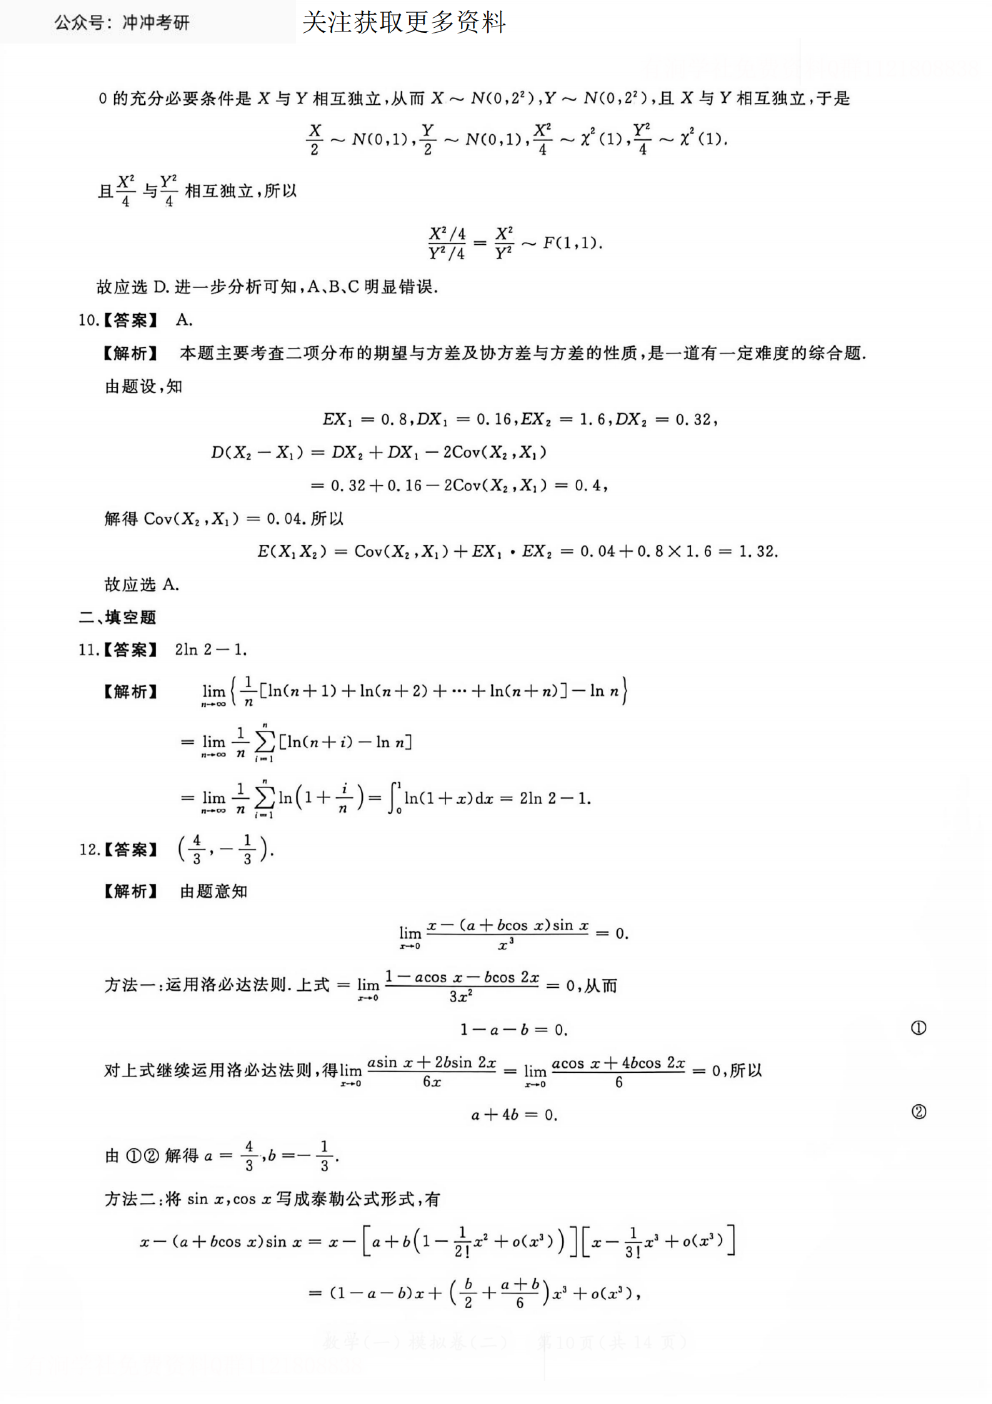 公众号：冲冲考研
关注获取更多资料
0 的充分必要条件是 X 与 Y 相互独立,从而 X ~ N(0,2²),Y ~ N(0,2²),且 X 与 Y 相互独立,于是
X/2 ~ N(0,1), Y/2 ~ N(0,1), X²/4 ~ χ²(1), Y²/4 ~ χ²(1).
且 X²/4 与 Y²/4 相互独立,所以
(X²/4)/(Y²/4) = X²/Y² ~ F(1,1).
故应选 D. 进一步分析可知,A、B、C 明显错误.
10.【答案】 A.
【解析】 本题主要考查二项分布的期望与方差及协方差与方差的性质,是一道有一定难度的综合题.
由题设,知
EX₁ = 0.8,DX₁ = 0.16,EX₂ = 1.6,DX₂ = 0.32,
D(X₂ − X₁) = DX₂ + DX₁ − 2Cov(X₂,X₁)
= 0.32 + 0.16 − 2Cov(X₂,X₁) = 0.4,
解得 Cov(X₂,X₁) = 0.04. 所以
E(X₁X₂) = Cov(X₂,X₁) + EX₁ · EX₂ = 0.04 + 0.8 × 1.6 = 1.32.
故应选 A.
二、填空题
11.【答案】 2ln 2 − 1.
【解析】 lim_{n→∞} {1/n [ln(n+1) + ln(n+2) + ⋯ + ln(n+n)] − ln n}
= lim_{n→∞} 1/n ∑_{i=1}^{n} [ln(n+i) − ln n]
= lim_{n→∞} 1/n ∑_{i=1}^{n} ln(1 + i/n) = ∫₀¹ ln(1+x)dx = 2ln 2 − 1.
12.【答案】 (4/3, −1/3).
【解析】 由题意知
lim_{x→0} (x − (a + bcos x)sin x)/x³ = 0.
方法一:运用洛必达法则. 上式 = lim_{x→0} (1 − acos x − bcos 2x)/(3x²) = 0,从而
1 − a − b = 0. ①
对上式继续运用洛必达法则,得 lim_{x→0} (asin x + 2bsin 2x)/(6x) = lim_{x→0} (acos x + 4bcos 2x)/6 = 0,所以
a + 4b = 0. ②
由 ①② 解得 a = 4/3, b = −1/3.
方法二:将 sin x,cos x 写成泰勒公式形式,有
x − (a + bcos x)sin x = x − [a + b(1 − 1/2! x² + o(x³))][x − 1/3! x³ + o(x³)]
= (1 − a − b)x + (b/2 + (a+b)/6)x³ + o(x³),
数学(一) 模拟卷(二) 第10页(共 14 页)